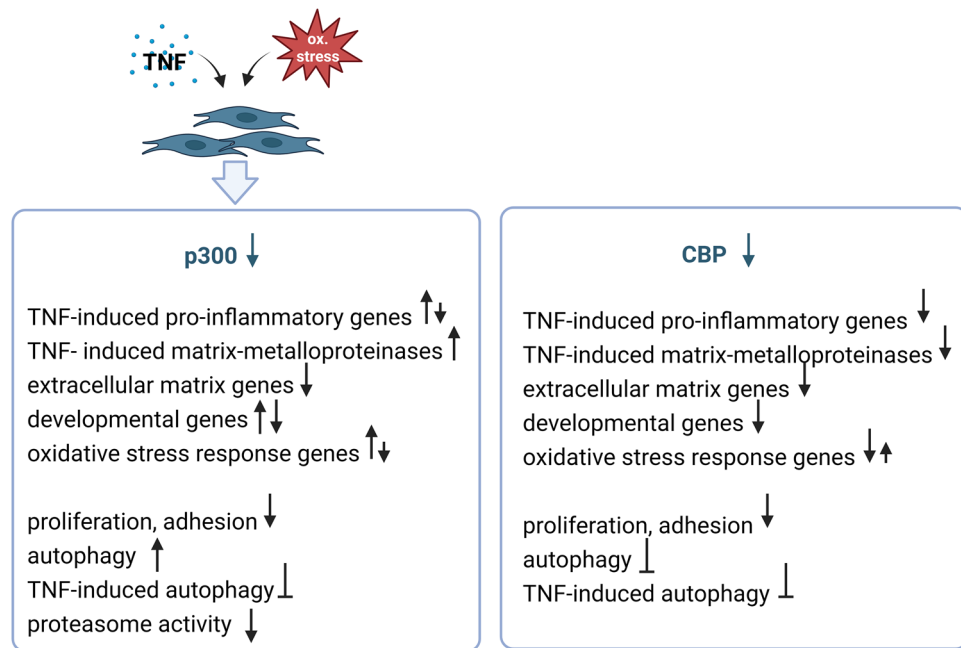 TNF
ox.
stress
p300
TNF-induced pro-inflammatory genes
TNF- induced matrix-metalloproteinases
extracellular matrix genes
developmental genes
oxidative stress response genes
proliferation, adhesion
autophagy
TNF-induced autophagy
proteasome activity
CBP
TNF-induced pro-inflammatory genes
TNF-induced matrix-metalloproteinases
extracellular matrix genes
developmental genes
oxidative stress response genes
proliferation, adhesion
autophagy
TNF-induced autophagy